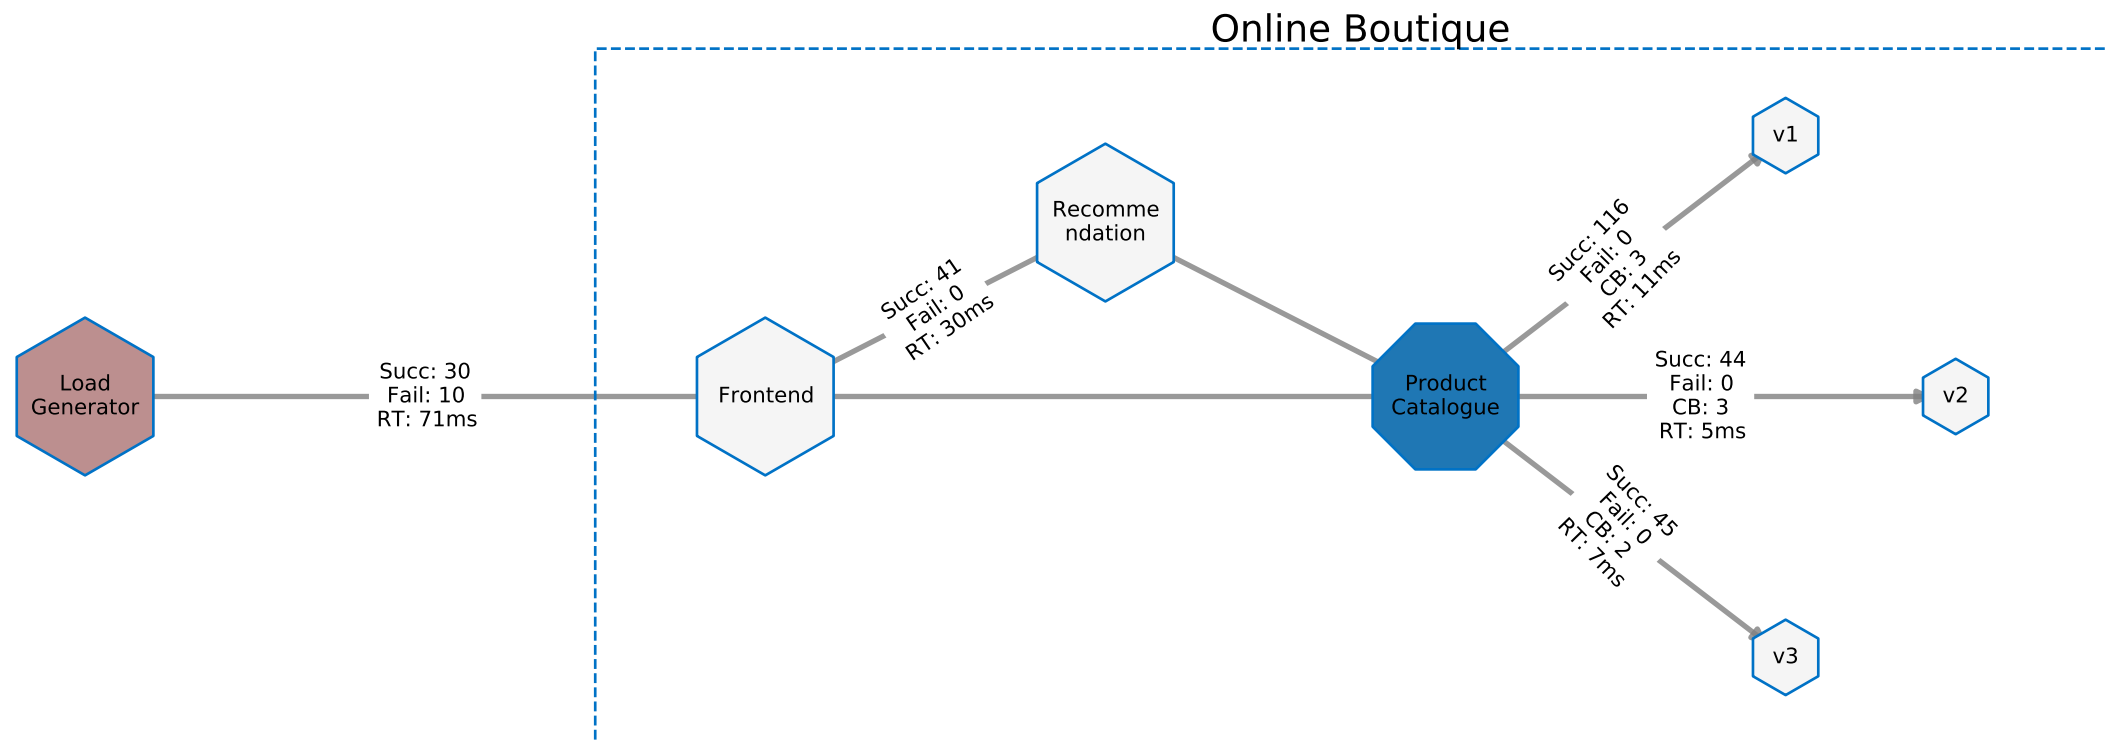 Online Boutique
Load
Generator
Succ: 30
Fail: 10
RT: 71ms
Frontend
Succ: 41
Fail: 0
RT: 30ms
Recomme
ndation
Product
Catalogue
Succ: 116
Fail: 0
CB: 3
RT: 11ms
v1
Succ: 44
Fail: 0
CB: 3
RT: 5ms
v2
Succ: 45
Fail: 0
CB: 2
RT: 7ms
v3